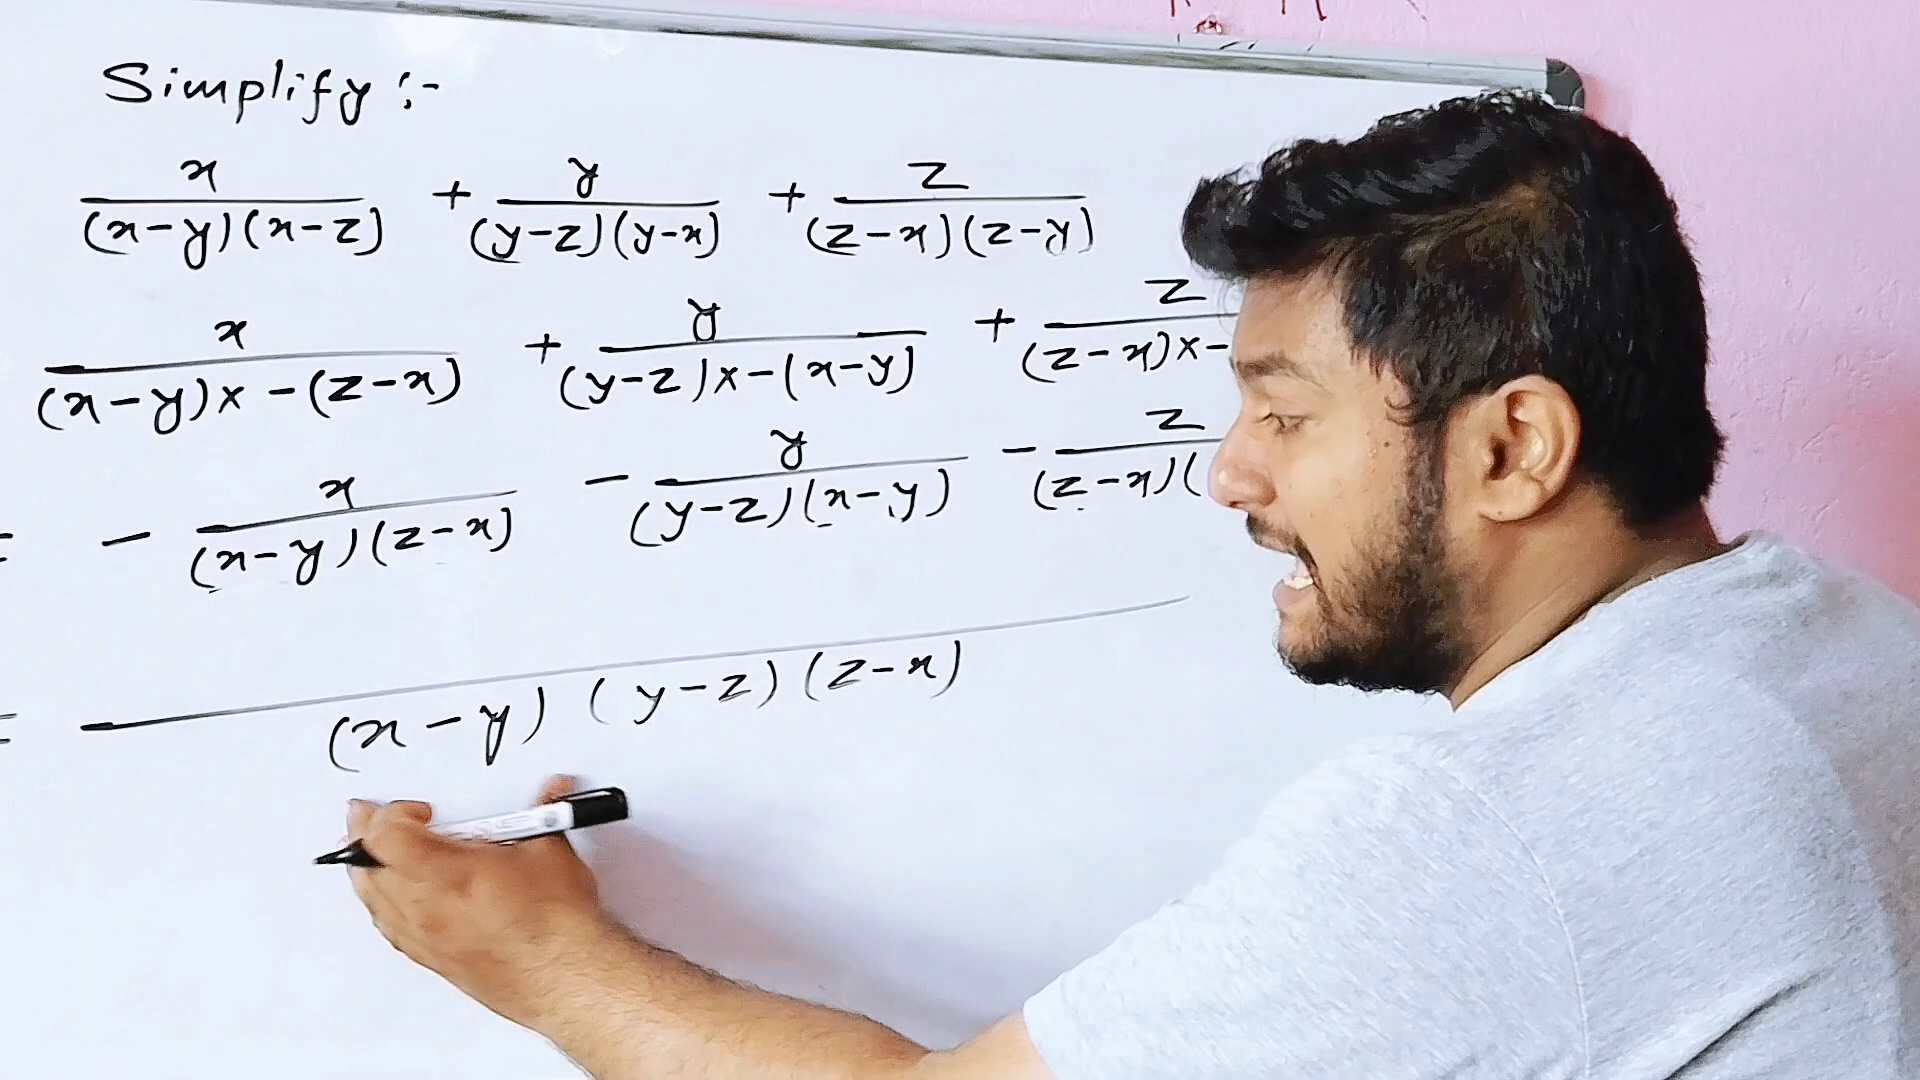 Simplify :-
x/(x-y)(x-z) + y/(y-z)(y-x) + z/(z-x)(z-y)
x/(x-y)x-(z-x) + y/(y-z)x-(x-y) + z/(z-x)x-
= - x/(x-y)(z-x) - y/(y-z)(x-y) - z/(z-x)(
= /(x-y)(y-z)(z-x)